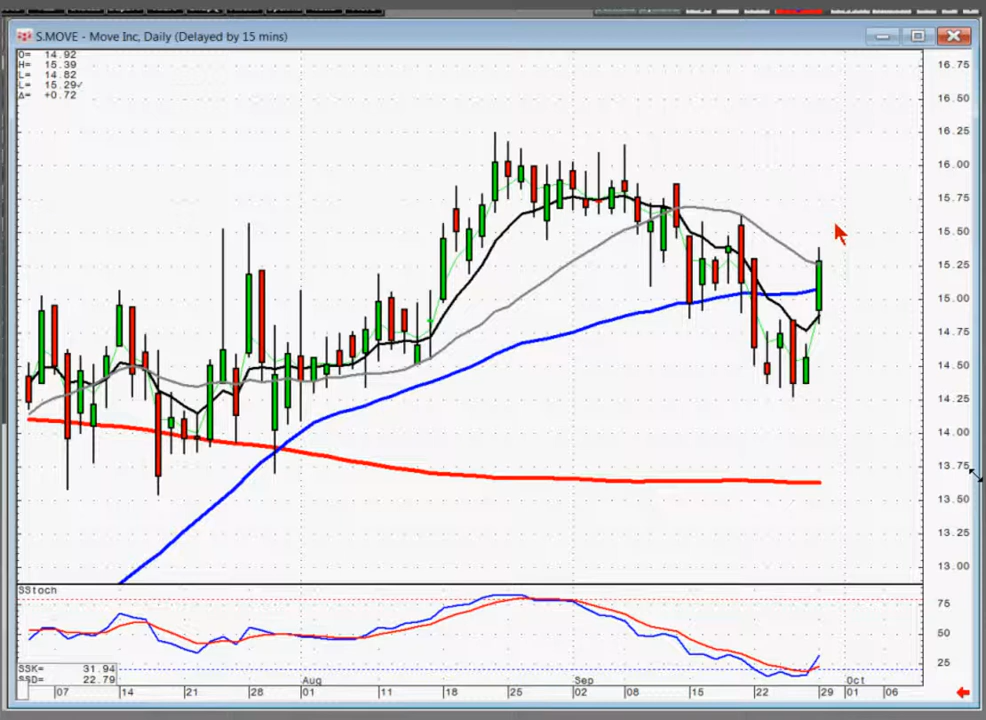 S.MOVE - Move Inc, Daily (Delayed by 15 mins)
O= 14.92
H= 15.39
L= 14.82
L= 15.29✓
Δ= +0.72
16.75
16.50
16.25
16.00
15.75
15.50
15.25
15.00
14.75
14.50
14.25
14.00
13.75
13.50
13.25
13.00
SStoch
75
50
25
SSK= 31.94
SSD= 22.79
Aug Sep Oct
07 14 21 28 01 11 18 25 02 08 15 22 29 01 06